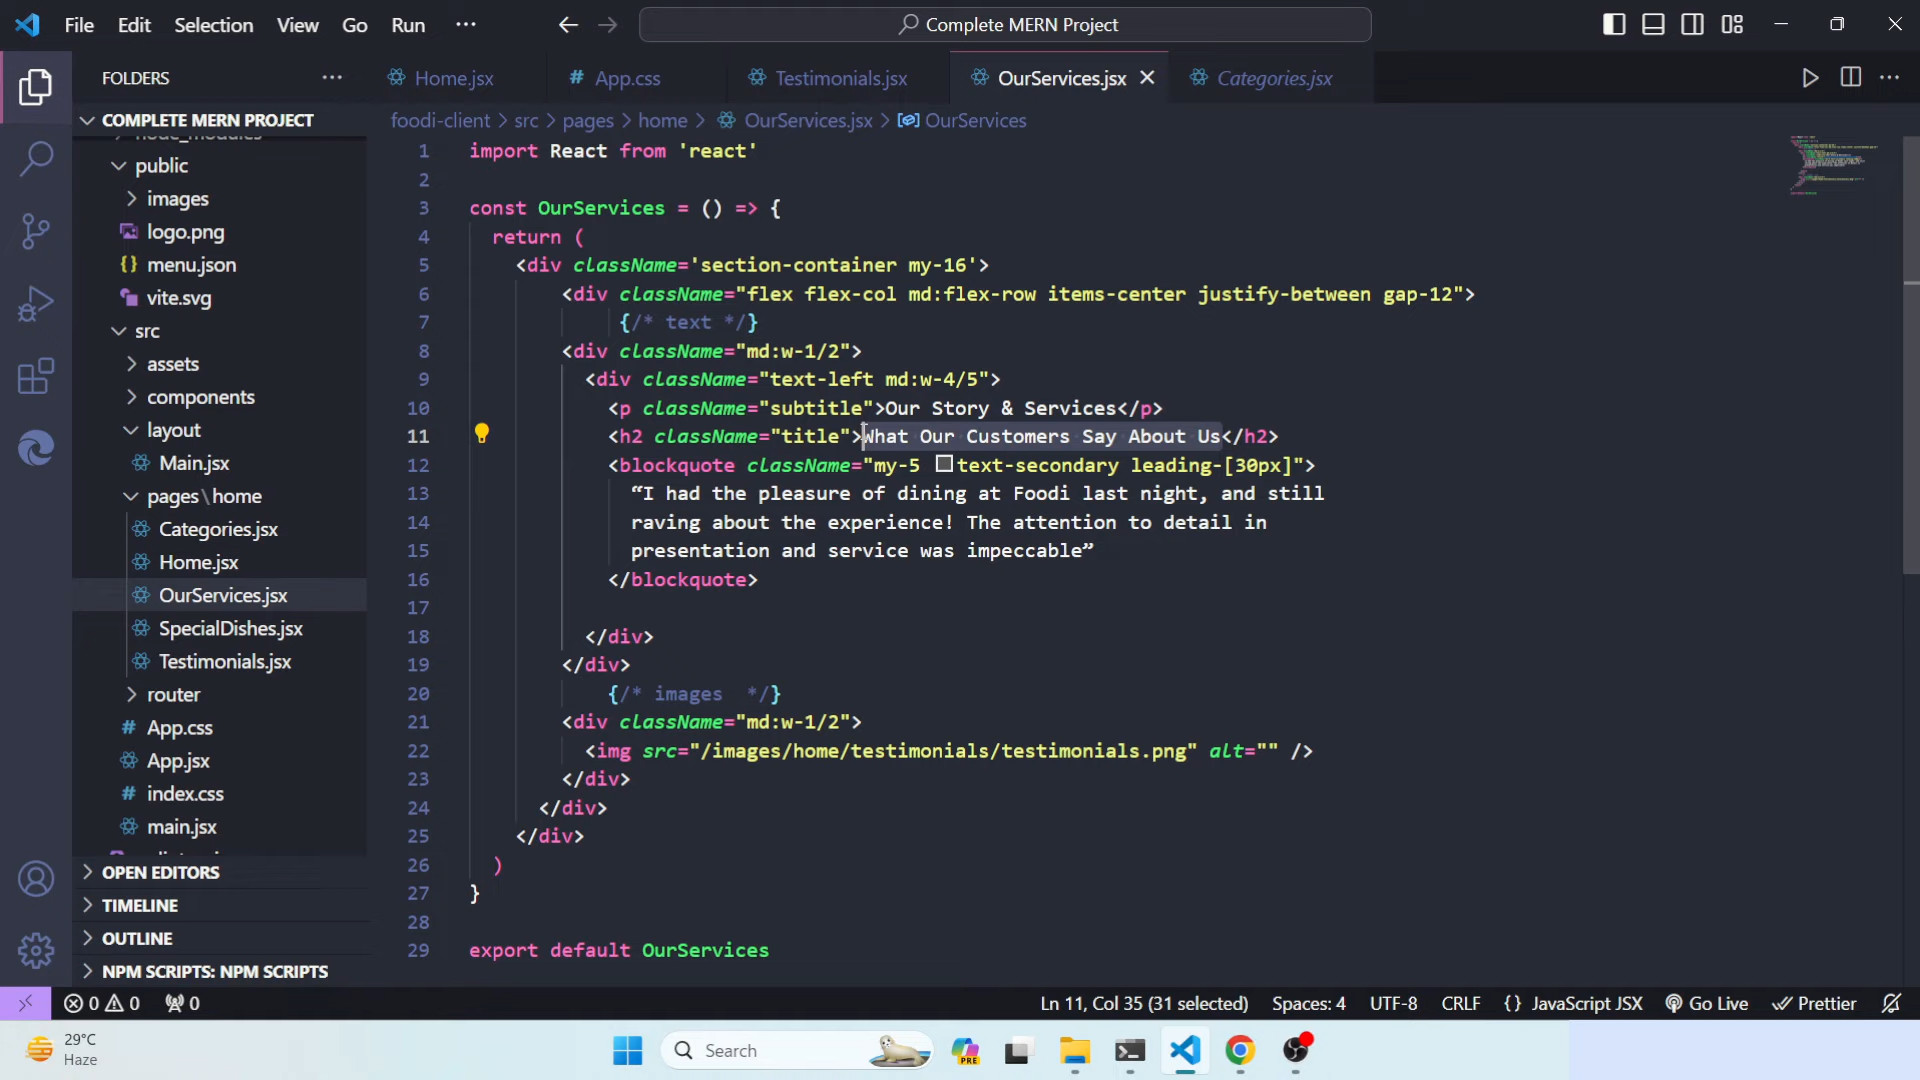 File Edit Selection View Go Run ··· Complete MERN Project
FOLDERS ···
Home.jsx # App.css Testimonials.jsx OurServices.jsx Categories.jsx
COMPLETE MERN PROJECT
foodi-client > src > pages > home > OurServices.jsx > OurServices
node_modules
public
images
logo.png
{} menu.json
vite.svg
src
assets
components
layout
Main.jsx
pages\home
Categories.jsx
Home.jsx
OurServices.jsx
SpecialDishes.jsx
Testimonials.jsx
router
# App.css
App.jsx
# index.css
main.jsx
OPEN EDITORS
TIMELINE
OUTLINE
NPM SCRIPTS: NPM SCRIPTS
1 import React from 'react'
2
3 const OurServices = () => {
4 return (
5 <div className='section-container my-16'>
6 <div className="flex flex-col md:flex-row items-center justify-between gap-12">
7 {/* text */}
8 <div className="md:w-1/2">
9 <div className="text-left md:w-4/5">
10 <p className="subtitle">Our Story & Services</p>
11 <h2 className="title">What Our Customers Say About Us</h2>
12 <blockquote className="my-5 text-secondary leading-[30px]">
13 “I had the pleasure of dining at Foodi last night, and still
14 raving about the experience! The attention to detail in
15 presentation and service was impeccable”
16 </blockquote>
17
18 </div>
19 </div>
20 {/* images  */}
21 <div className="md:w-1/2">
22 <img src="/images/home/testimonials/testimonials.png" alt="" />
23 </div>
24 </div>
25 </div>
26 )
27 }
28
29 export default OurServices
0 0 0 Ln 11, Col 35 (31 selected) Spaces: 4 UTF-8 CRLF {} JavaScript JSX Go Live Prettier
29°C
Haze
Search
PRE